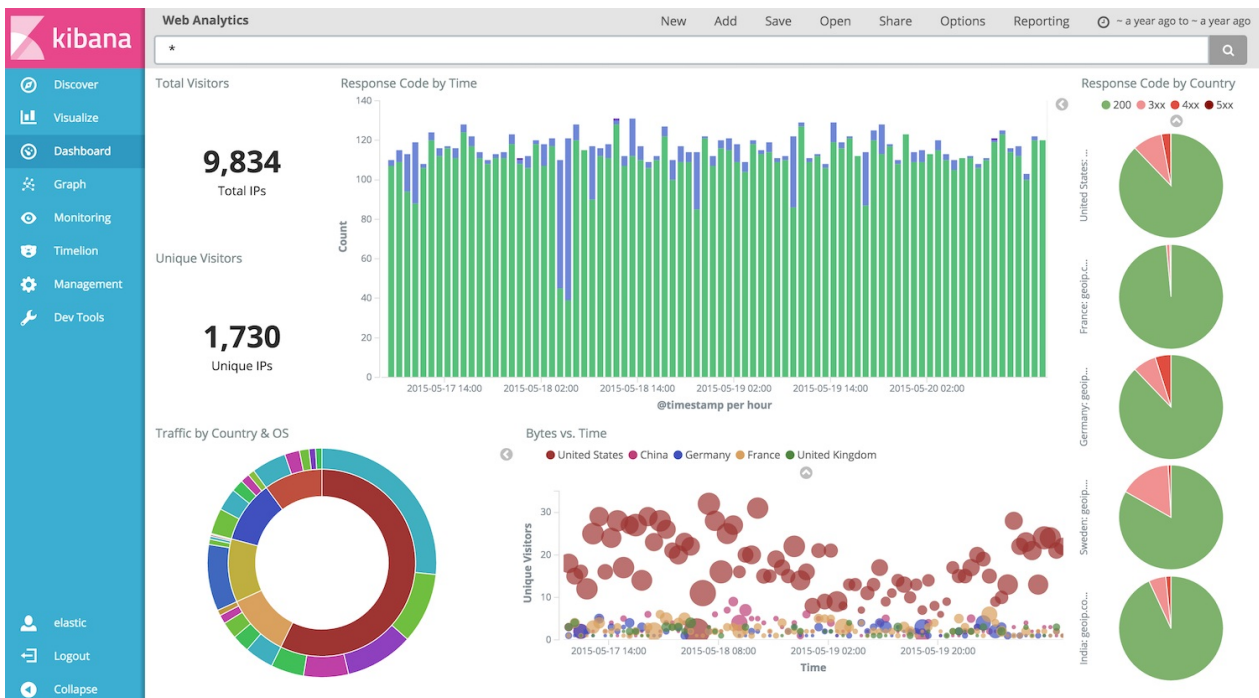 kibana
Discover
Visualize
Dashboard
Graph
Monitoring
Timelion
Management
Dev Tools
elastic
Logout
Collapse
Web Analytics
New Add Save Open Share Options Reporting ~ a year ago to ~ a year ago
*
Total Visitors
9,834
Total IPs
Unique Visitors
1,730
Unique IPs
Response Code by Time
140
120
100
80
60
40
20
0
Count
2015-05-17 14:00 2015-05-18 02:00 2015-05-18 14:00 2015-05-19 02:00 2015-05-19 14:00 2015-05-20 02:00
@timestamp per hour
Response Code by Country
200 3xx 4xx 5xx
United States: ...
France: geoip.c...
Germany: geoip....
Sweden: geoip....
India: geoip.co...
Traffic by Country & OS
Bytes vs. Time
United States China Germany France United Kingdom
Unique Visitors
30
20
10
0
2015-05-17 14:00 2015-05-18 08:00 2015-05-19 02:00 2015-05-19 20:00
Time